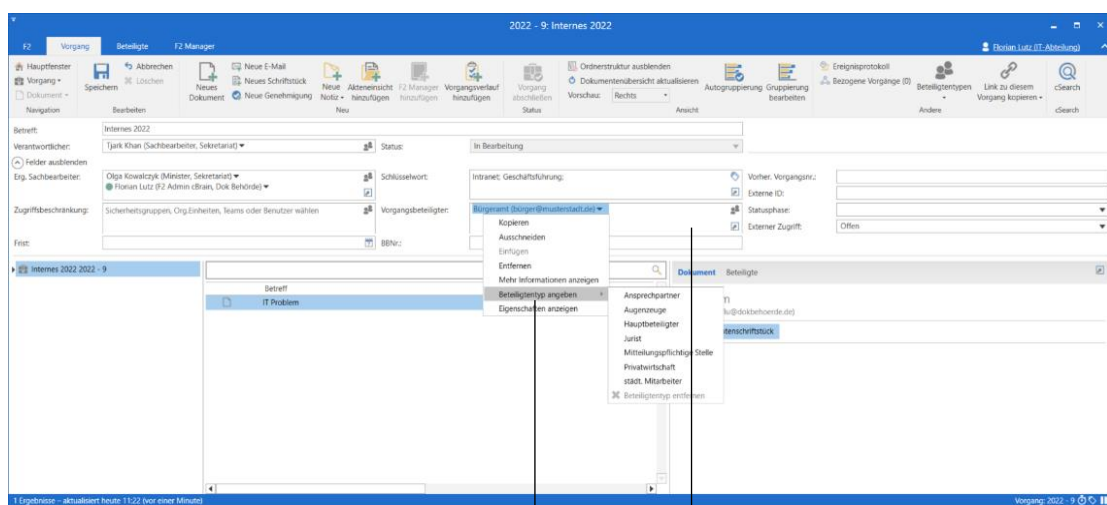 2022 - 9: Internes 2022
F2 Vorgang Beteiligte F2 Manager Florian Lutz (IT-Abteilung)
Hauptfenster
Vorgang
Dokument
Navigation
Speichern
Abbrechen
Löschen
Bearbeiten
Neues Dokument
Neue E-Mail
Neues Schriftstück
Neue Genehmigung
Neue Notiz
Akteneinsicht hinzufügen
F2 Manager hinzufügen
Vorgangsverlauf hinzufügen
Neu
Vorgang abschließen
Status
Ordnerstruktur ausblenden
Dokumentenübersicht aktualisieren
Vorschau: Rechts
Autogruppierung
Gruppierung bearbeiten
Ansicht
Ereignisprotokoll
Bezogene Vorgänge (0)
Beteiligtentypen
Link zu diesem Vorgang kopieren
Andere
cSearch
cSearch
Betreff: Internes 2022
Verantwortlicher: Tjark Khan (Sachbearbeiter, Sekretariat) Status: In Bearbeitung
Felder ausblenden
Erg. Sachbearbeiter: Olga Kowalczyk (Minister, Sekretariat) Schlüsselwort: Intranet; Geschäftsführung; Vorher. Vorgangsnr.:
Florian Lutz (F2 Admin cBrain, Dok Behörde) Externe ID:
Zugriffsbeschränkung: Sicherheitsgruppen, Org.Einheiten, Teams oder Benutzer wählen Vorgangsbeteiligter: Bürgeramt (bürger@musterstadt.de) Statusphase:
Externer Zugriff: Offen
Frist: BBNr.:
Kopieren
Ausschneiden
Einfügen
Entfernen
Mehr Informationen anzeigen
Beteiligtentyp angeben
Eigenschaften anzeigen
Ansprechpartner
Augenzeuge
Hauptbeteiligter
Jurist
Mitteilungspflichtige Stelle
Privatwirtschaft
städt. Mitarbeiter
Beteiligtentyp entfernen
Internes 2022 2022 - 9
Betreff
IT Problem
Dokument Beteiligte
lu@dokbehoerde.de)
tenschriftstück
1 Ergebnisse – aktualisiert heute 11:22 (vor einer Minute) Vorgang: 2022 - 9